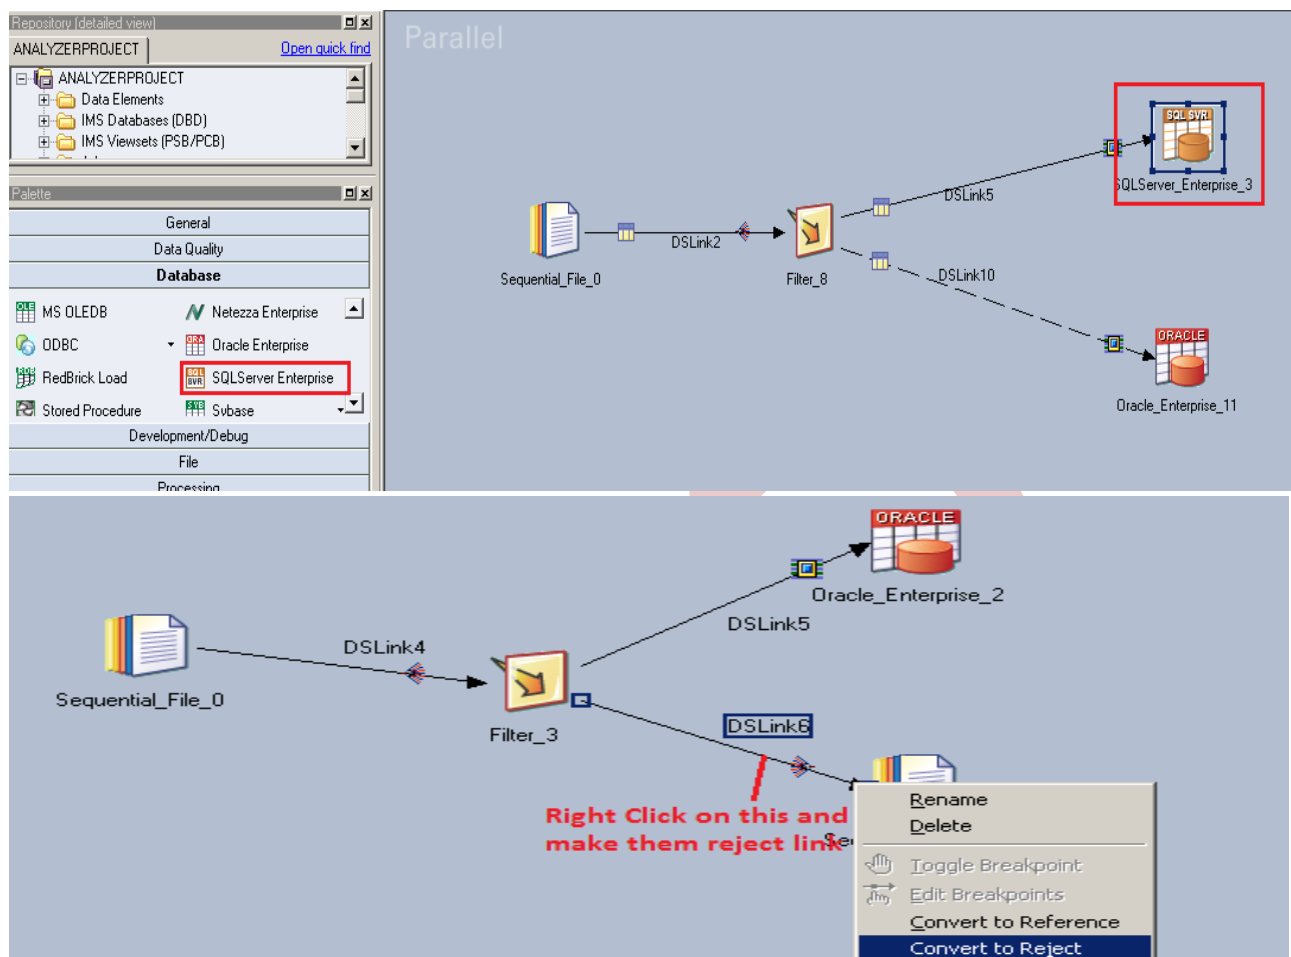 Repository (detailed view)
ANALYZERPROJECT
Open quick find
ANALYZERPROJECT
Data Elements
IMS Databases (DBD)
IMS Viewsets (PSB/PCB)
Palette
General
Data Quality
Database
MS OLEDB
Netezza Enterprise
ODBC
Oracle Enterprise
RedBrick Load
SQLServer Enterprise
Stored Procedure
Sybase
Development/Debug
File
Processing
Parallel
SQL SVR
SQLServer_Enterprise_3
DSLink5
DSLink2
Sequential_File_0
Filter_8
DSLink10
ORACLE
Oracle_Enterprise_11
ORACLE
Oracle_Enterprise_2
DSLink5
DSLink4
Sequential_File_0
Filter_3
DSLink6
Right Click on this and
make them reject link
Rename
Delete
Toggle Breakpoint
Edit Breakpoints
Convert to Reference
Convert to Reject